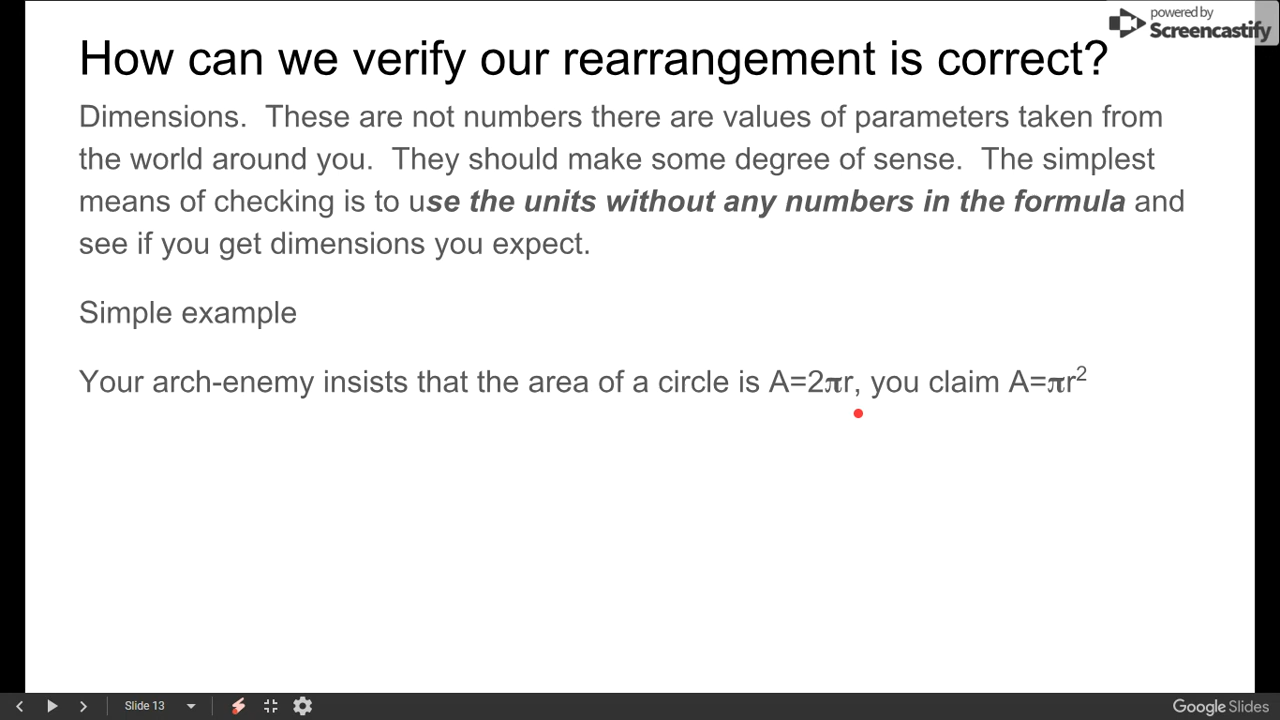 powered by
Screencastify
How can we verify our rearrangement is correct?
Dimensions. These are not numbers there are values of parameters taken from
the world around you. They should make some degree of sense. The simplest
means of checking is to use the units without any numbers in the formula and
see if you get dimensions you expect.
Simple example
Your arch-enemy insists that the area of a circle is A=2πr, you claim A=πr²
Slide 13
Google Slides